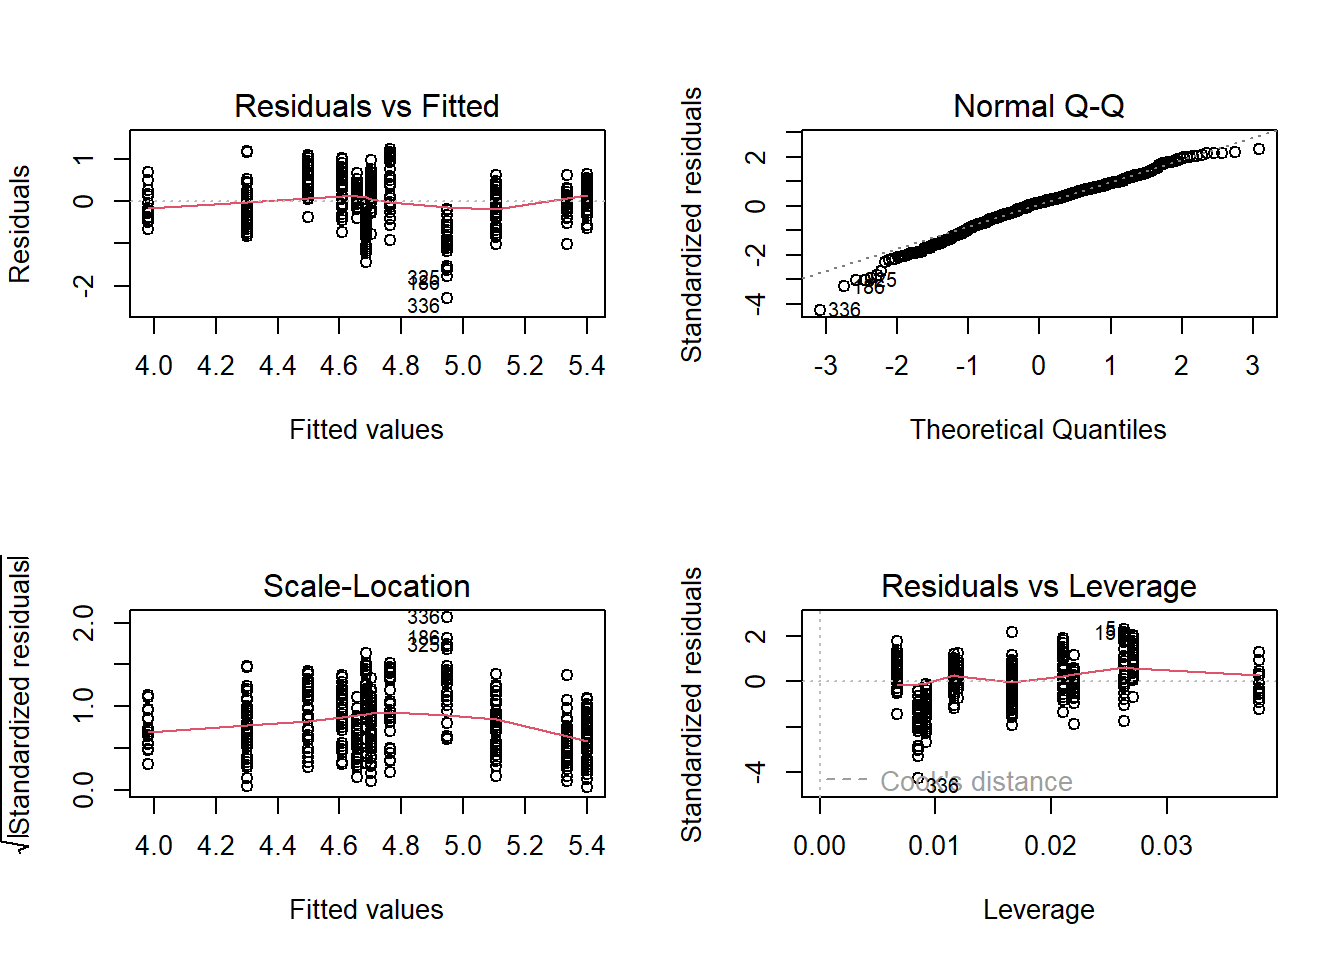 Residuals vs Fitted
Residuals
1
0
-2
325
186
336
4.0 4.2 4.4 4.6 4.8 5.0 5.2 5.4
Fitted values
Normal Q-Q
Standardized residuals
2
0
-2
-4
325
186
336
-3 -2 -1 0 1 2 3
Theoretical Quantiles
Scale-Location
√|Standardized residuals|
2.0
1.0
0.0
336
186
325
4.0 4.2 4.4 4.6 4.8 5.0 5.2 5.4
Fitted values
Residuals vs Leverage
Standardized residuals
2
0
-2
-4
5
Cook's distance
336
0.00 0.01 0.02 0.03
Leverage